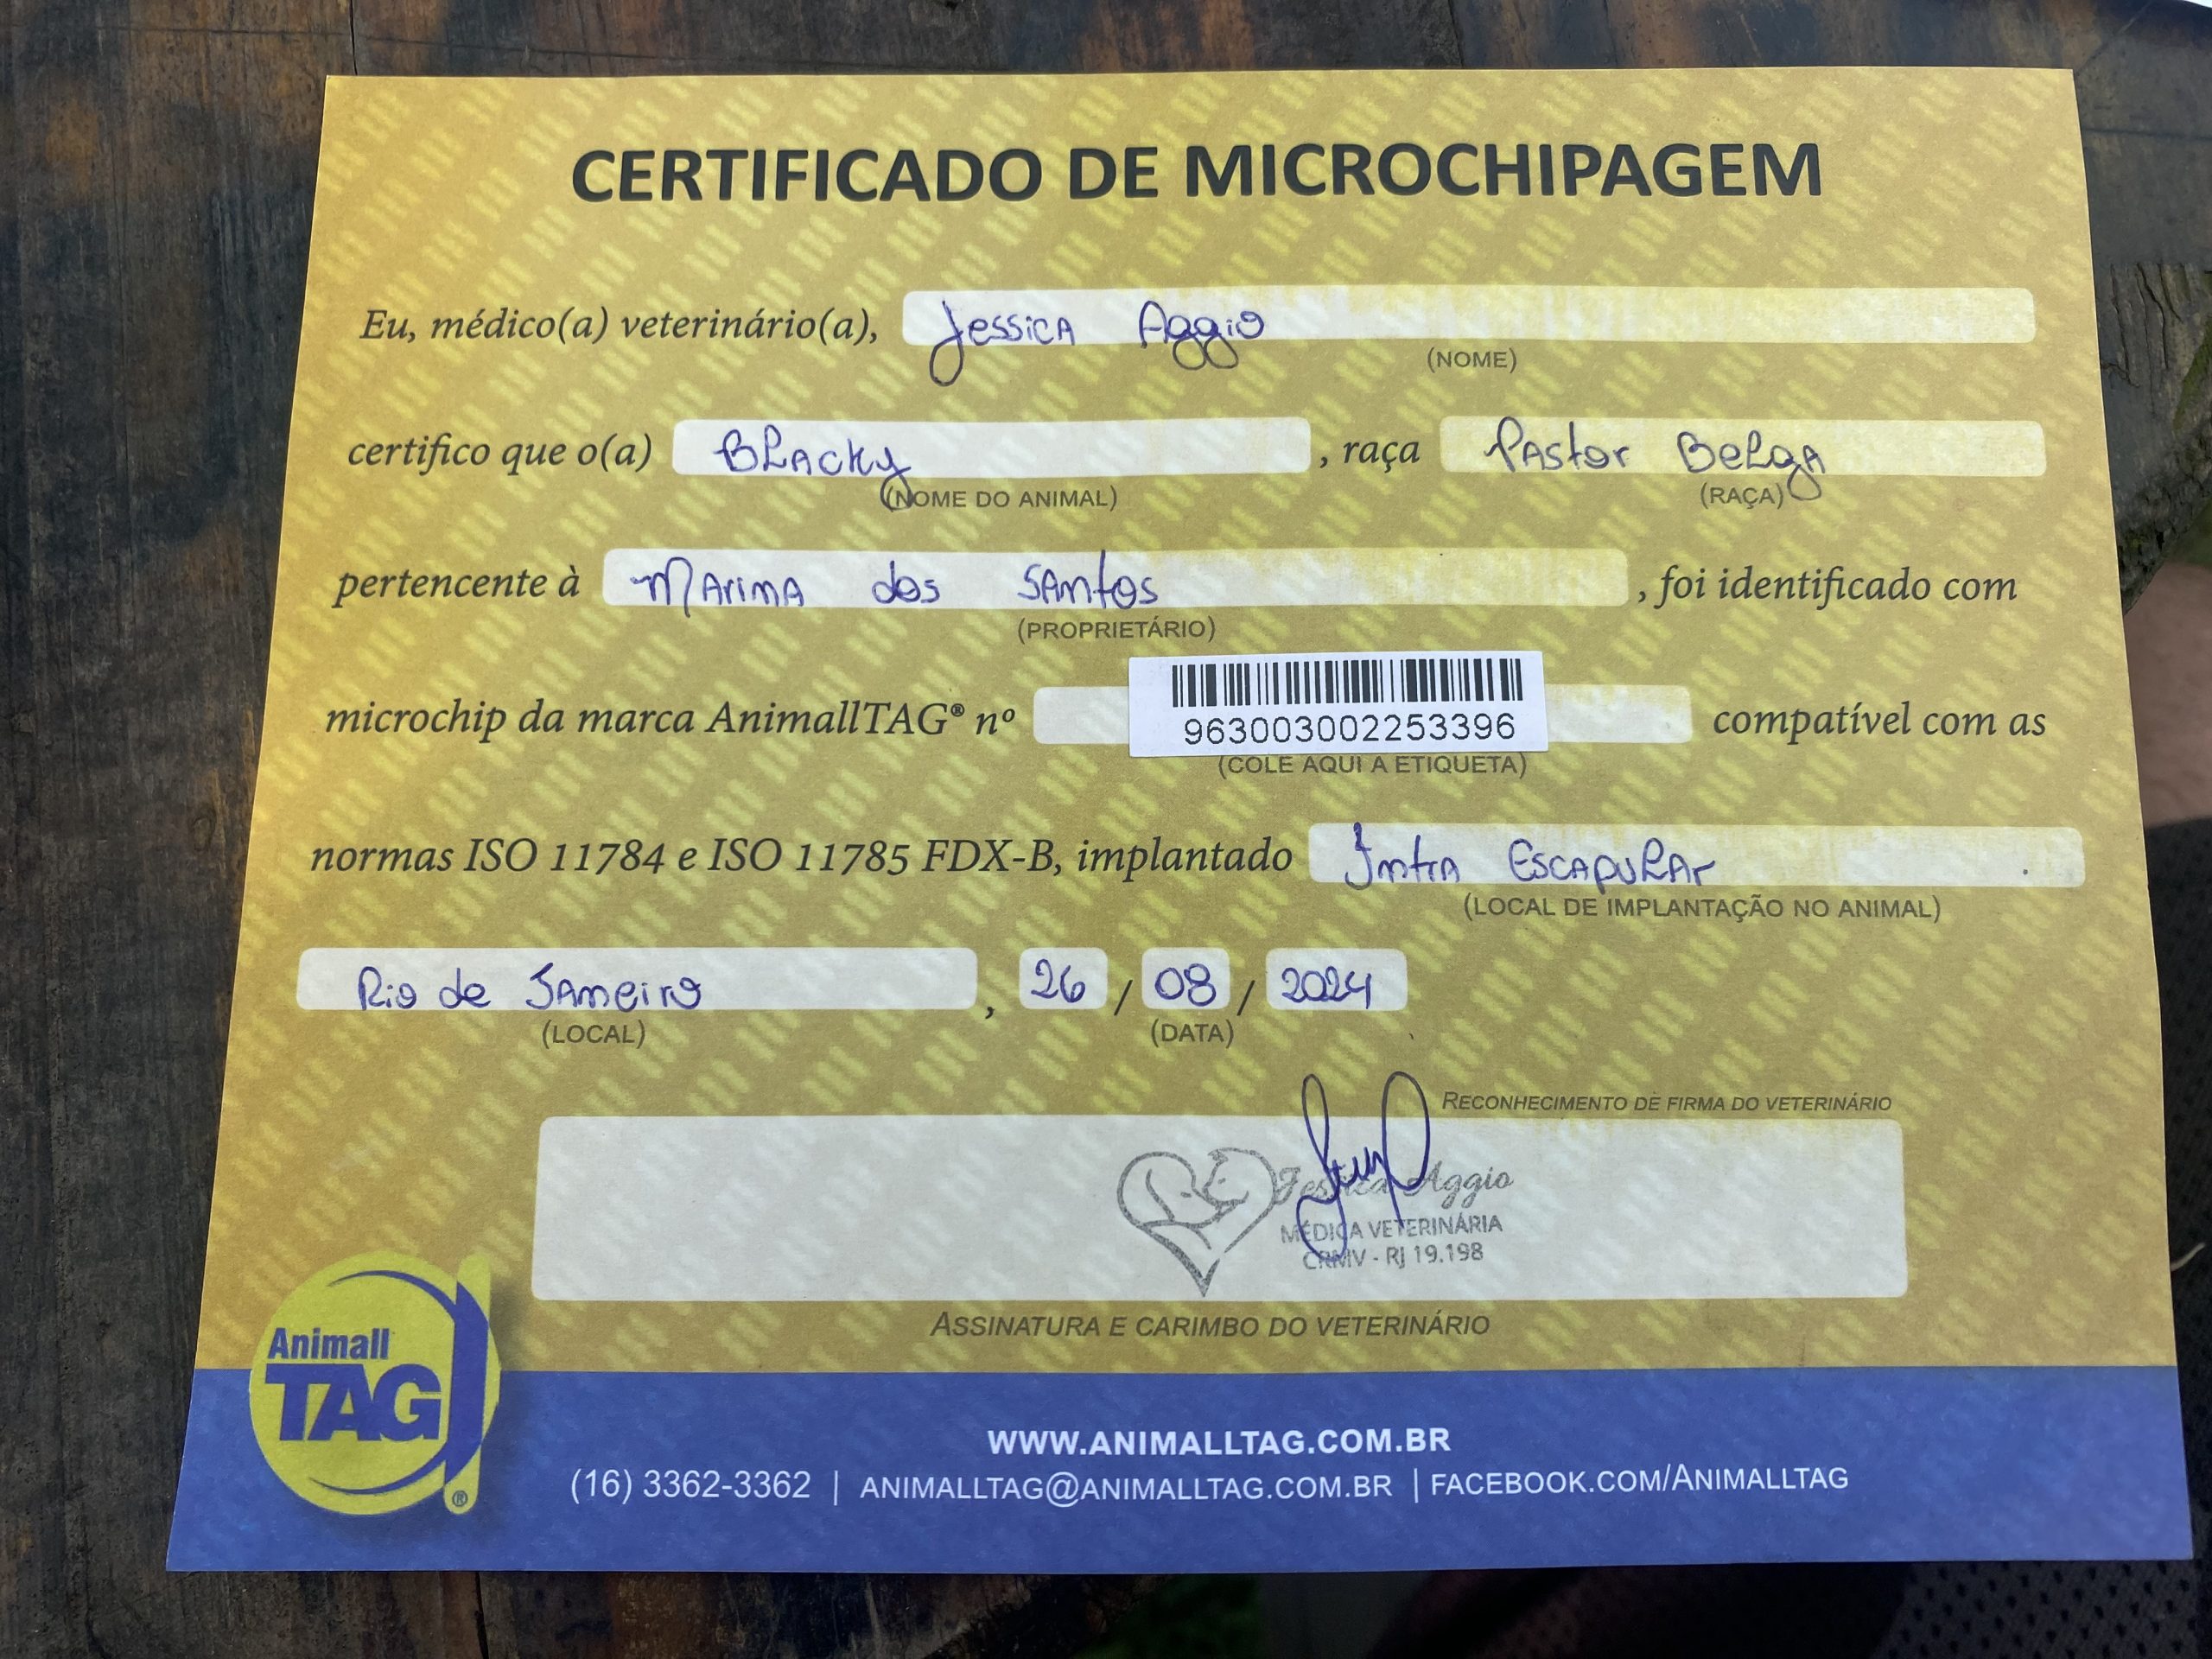 CERTIFICADO DE MICROCHIPAGEM
Eu, médico(a) veterinário(a), Jessica Aggio
(NOME)
certifico que o(a) Blacky, raça Pastor Belga
(NOME DO ANIMAL) (RAÇA)
pertencente à Marina dos Santos, foi identificado com
(PROPRIETÁRIO)
microchip da marca AnimallTAG® nº 963003002253396 compatível com as
(COLE AQUI A ETIQUETA)
normas ISO 11784 e ISO 11785 FDX-B, implantado Intra Escapular
(LOCAL DE IMPLANTAÇÃO NO ANIMAL)
Rio de Janeiro, 26 / 08 / 2024
(LOCAL) (DATA)
RECONHECIMENTO DE FIRMA DO VETERINÁRIO
Jessica Aggio
MÉDICA VETERINÁRIA
CRMV - RJ 19.198
ASSINATURA E CARIMBO DO VETERINÁRIO
Animall
TAG®
WWW.ANIMALLTAG.COM.BR
(16) 3362-3362 | ANIMALLTAG@ANIMALLTAG.COM.BR | FACEBOOK.COM/ANIMALLTAG